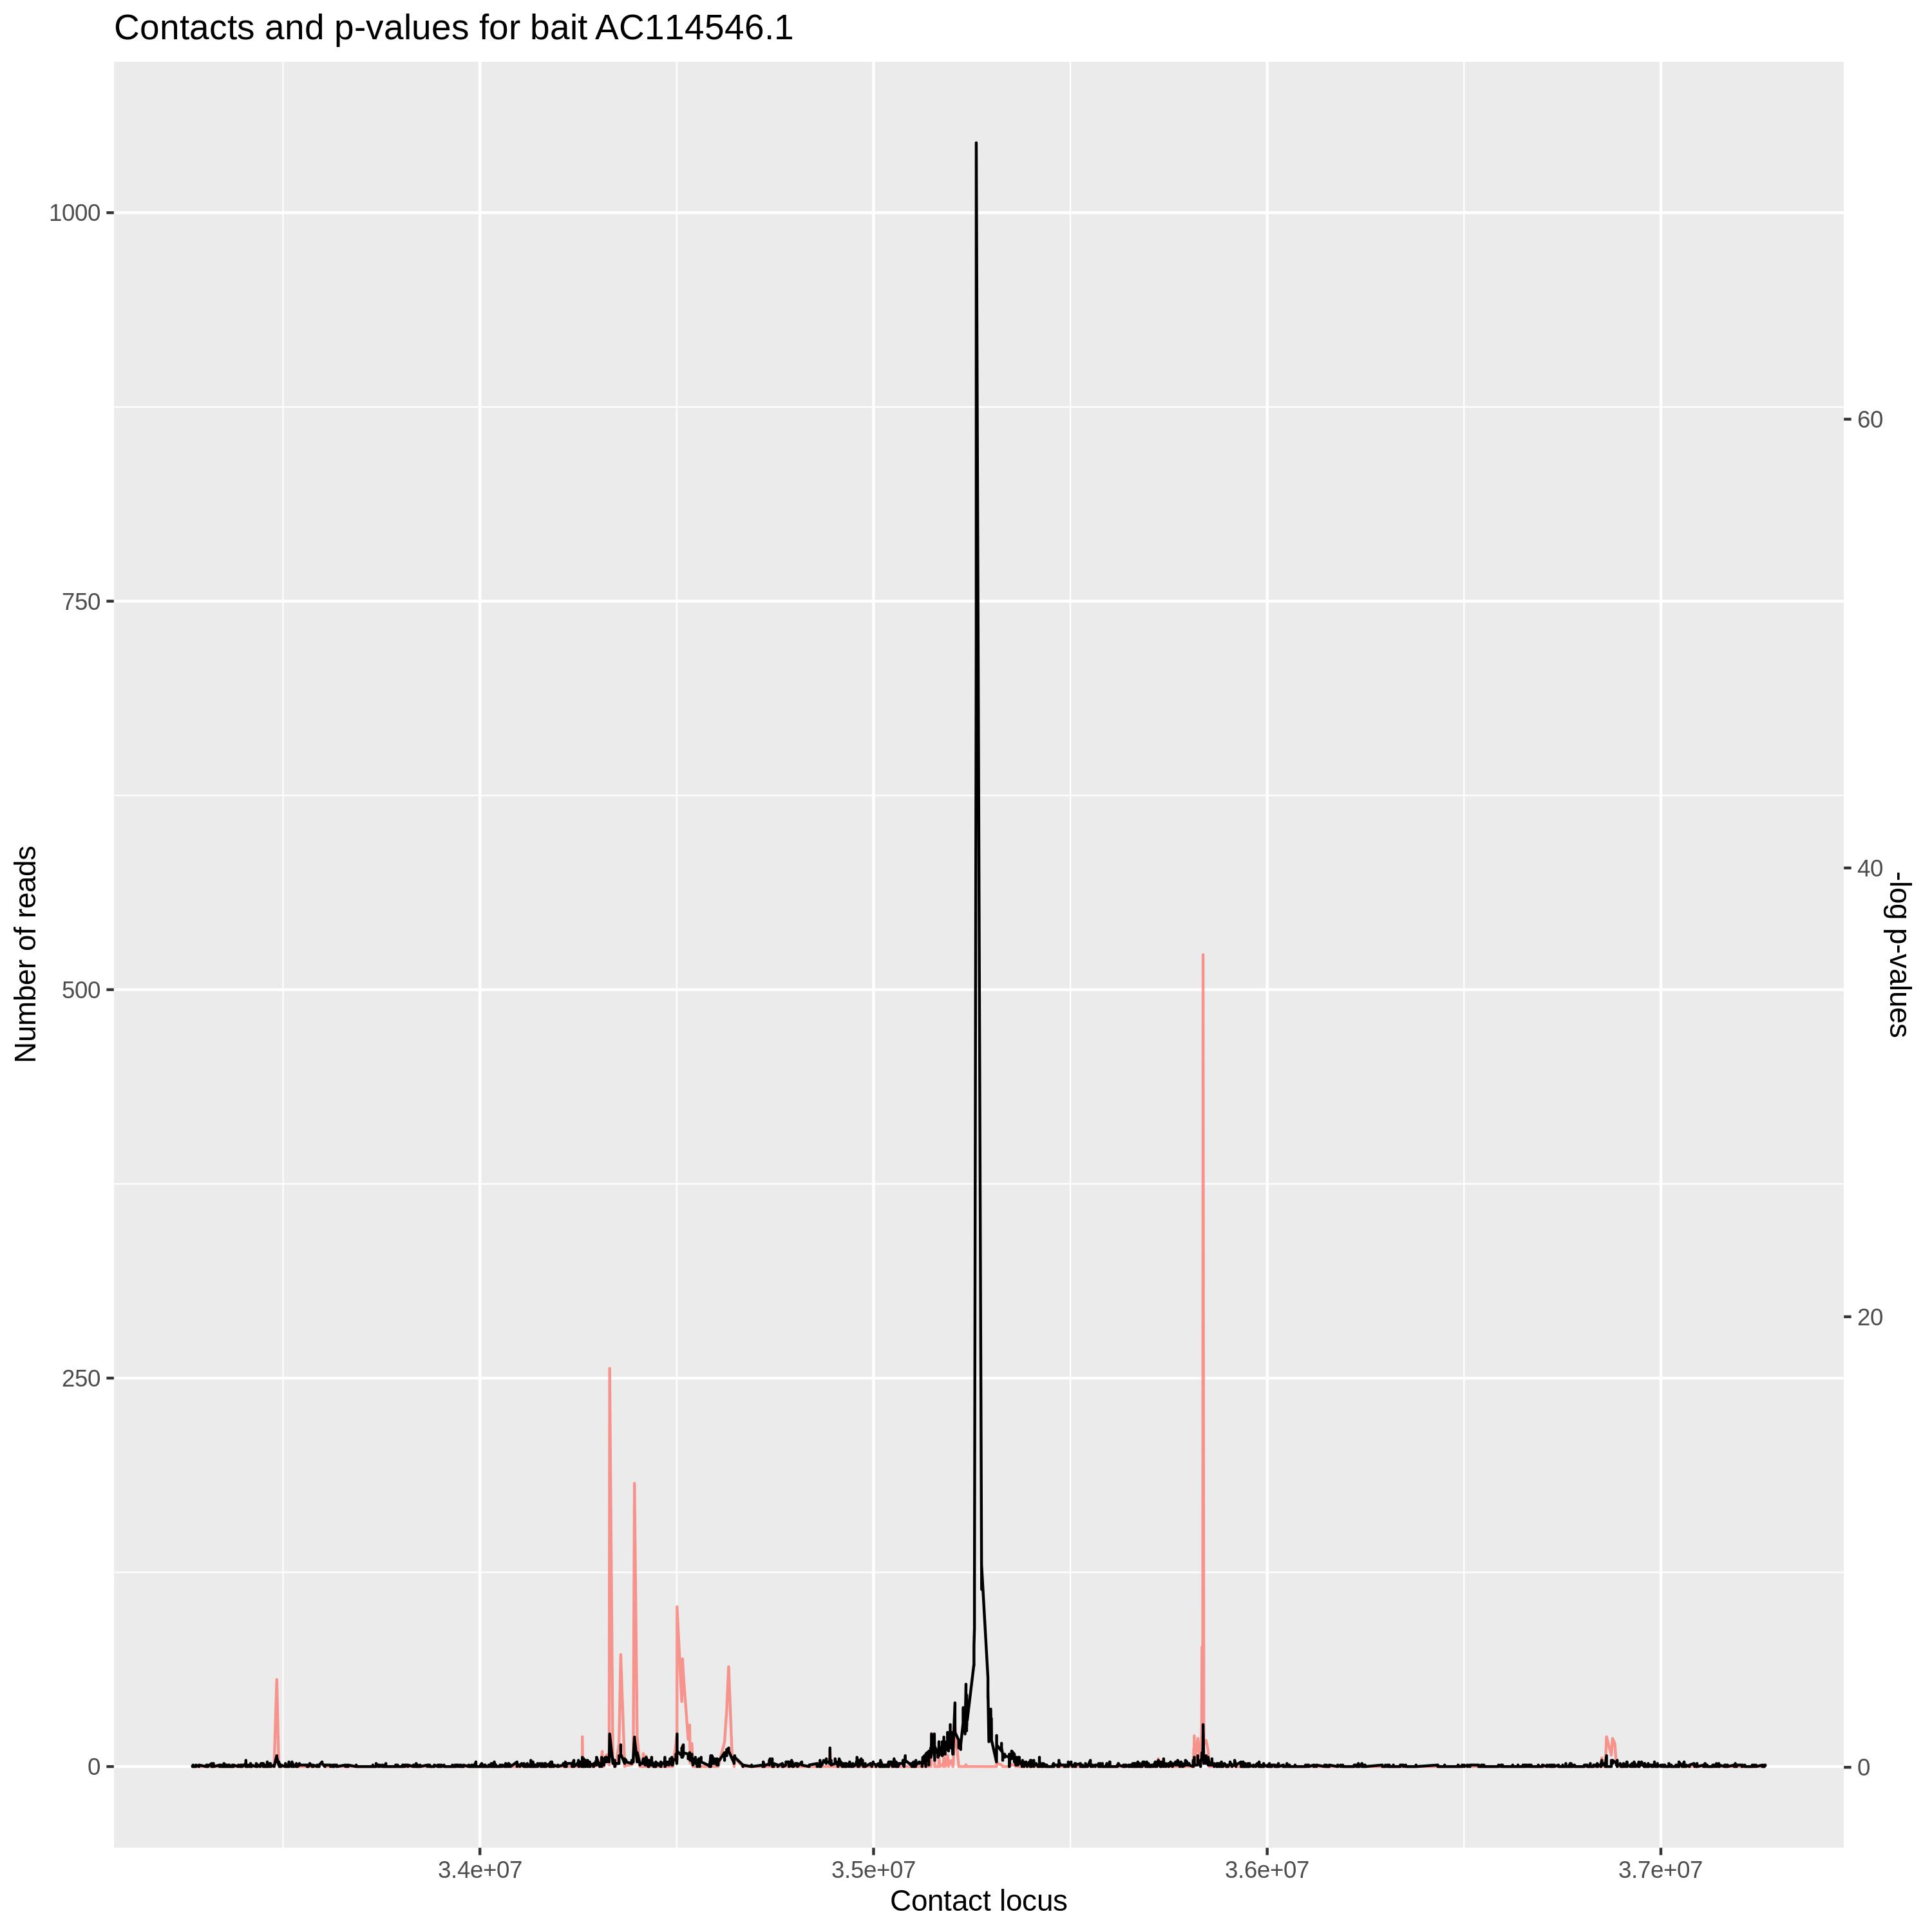 Contacts and p-values for bait AC114546.1
1000
750
500
250
0
Number of reads
60
40
20
0
-log p-values
3.4e+07
3.5e+07
3.6e+07
3.7e+07
Contact locus